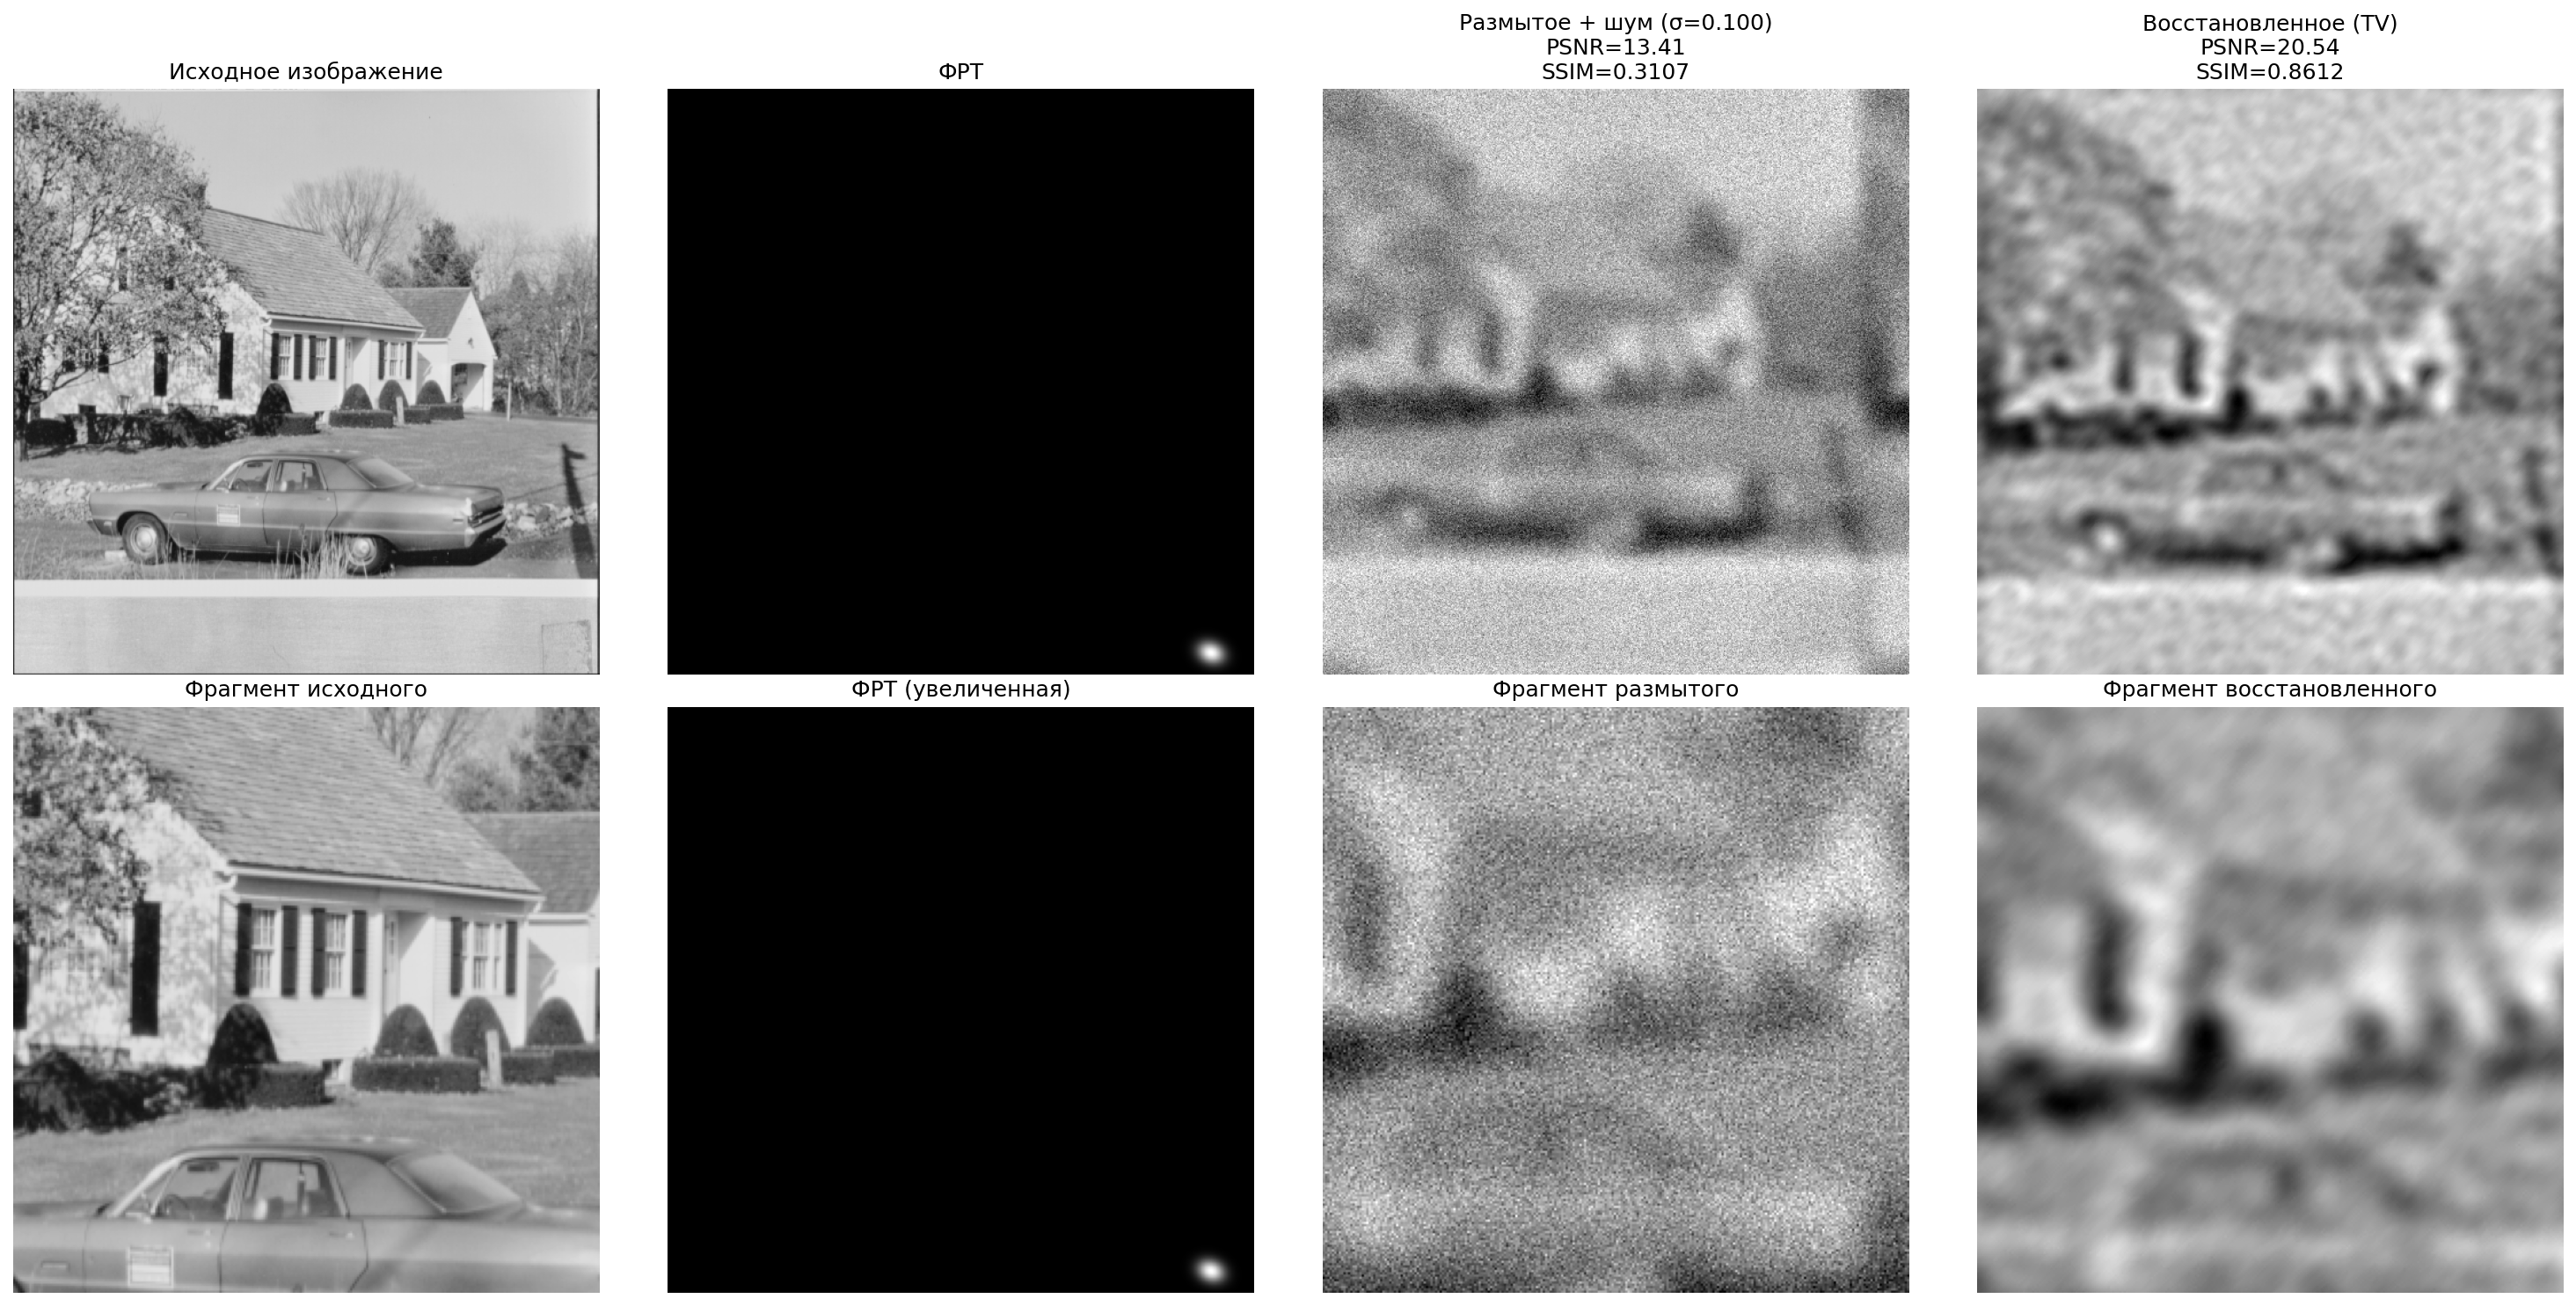 Исходное изображение
ФРТ
Размытое + шум (σ=0.100)
PSNR=13.41
SSIM=0.3107
Восстановленное (TV)
PSNR=20.54
SSIM=0.8612
Фрагмент исходного
ФРТ (увеличенная)
Фрагмент размытого
Фрагмент восстановленного